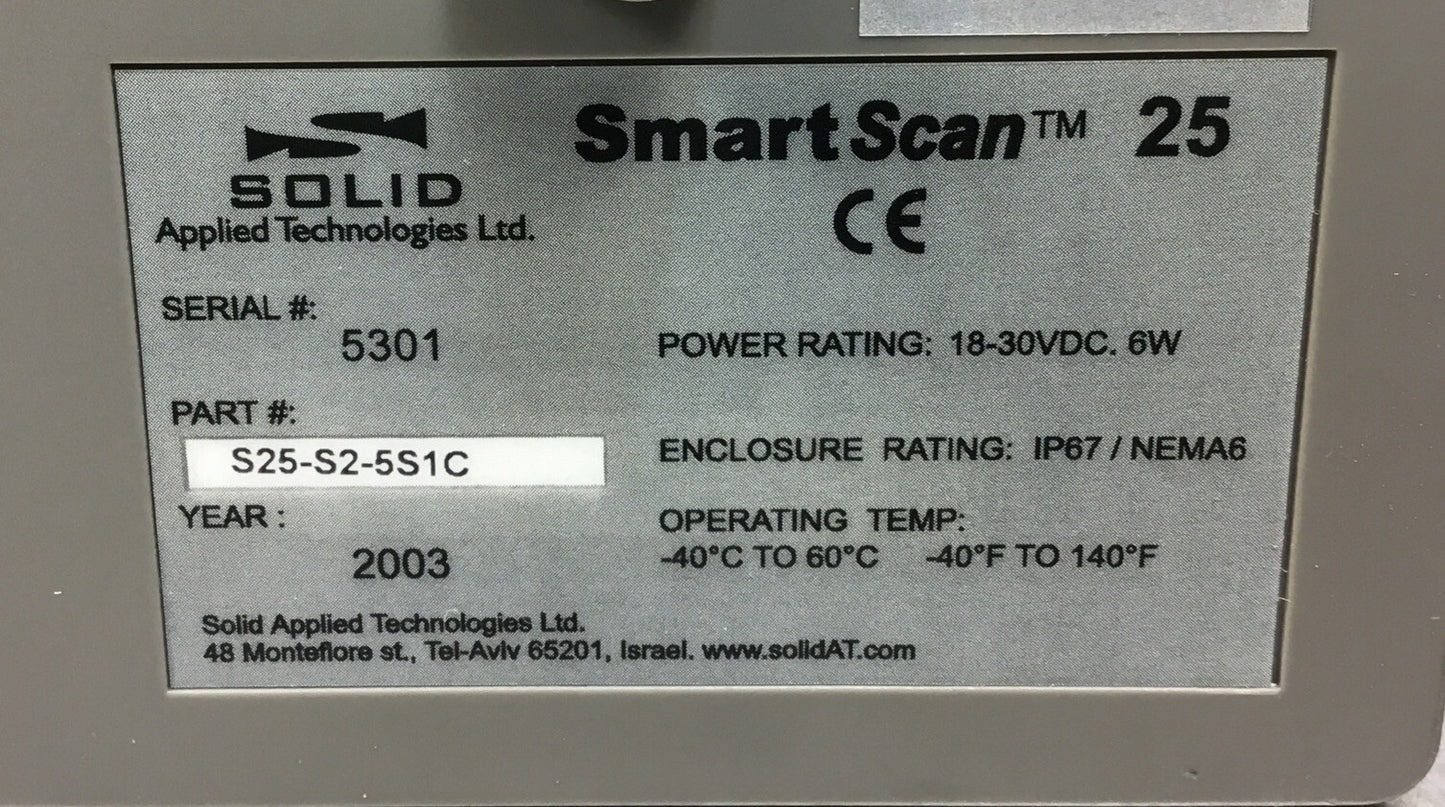 SOLID
Applied Technologies Ltd.
SmartScan™ 25
CE
SERIAL #:
5301
PART #:
S25-S2-5S1C
YEAR :
2003
POWER RATING: 18-30VDC. 6W
ENCLOSURE RATING: IP67 / NEMA6
OPERATING TEMP:
-40°C TO 60°C -40°F TO 140°F
Solid Applied Technologies Ltd.
48 Montefiore st., Tel-Aviv 65201, Israel. www.solidAT.com